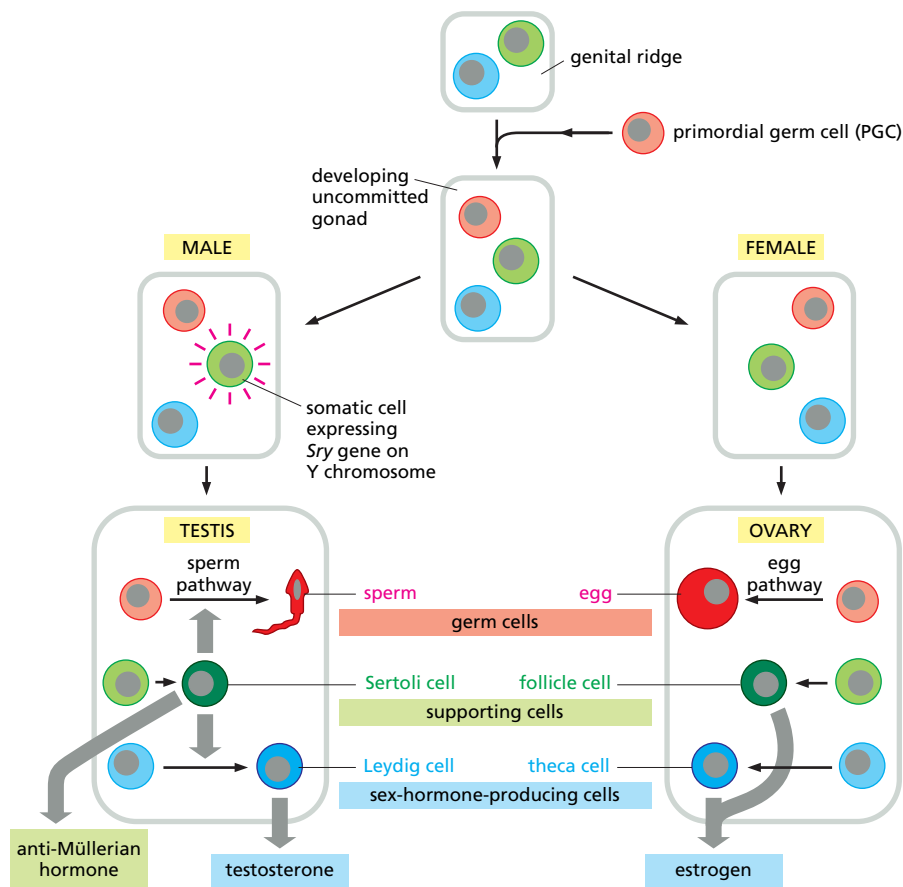 genital ridge
primordial germ cell (PGC)
developing
uncommitted
gonad
MALE
FEMALE
somatic cell
expressing
Sry gene on
Y chromosome
TESTIS
OVARY
sperm
pathway
egg
pathway
sperm
egg
germ cells
Sertoli cell
follicle cell
supporting cells
Leydig cell
theca cell
sex-hormone-producing cells
anti-Müllerian
hormone
testosterone
estrogen